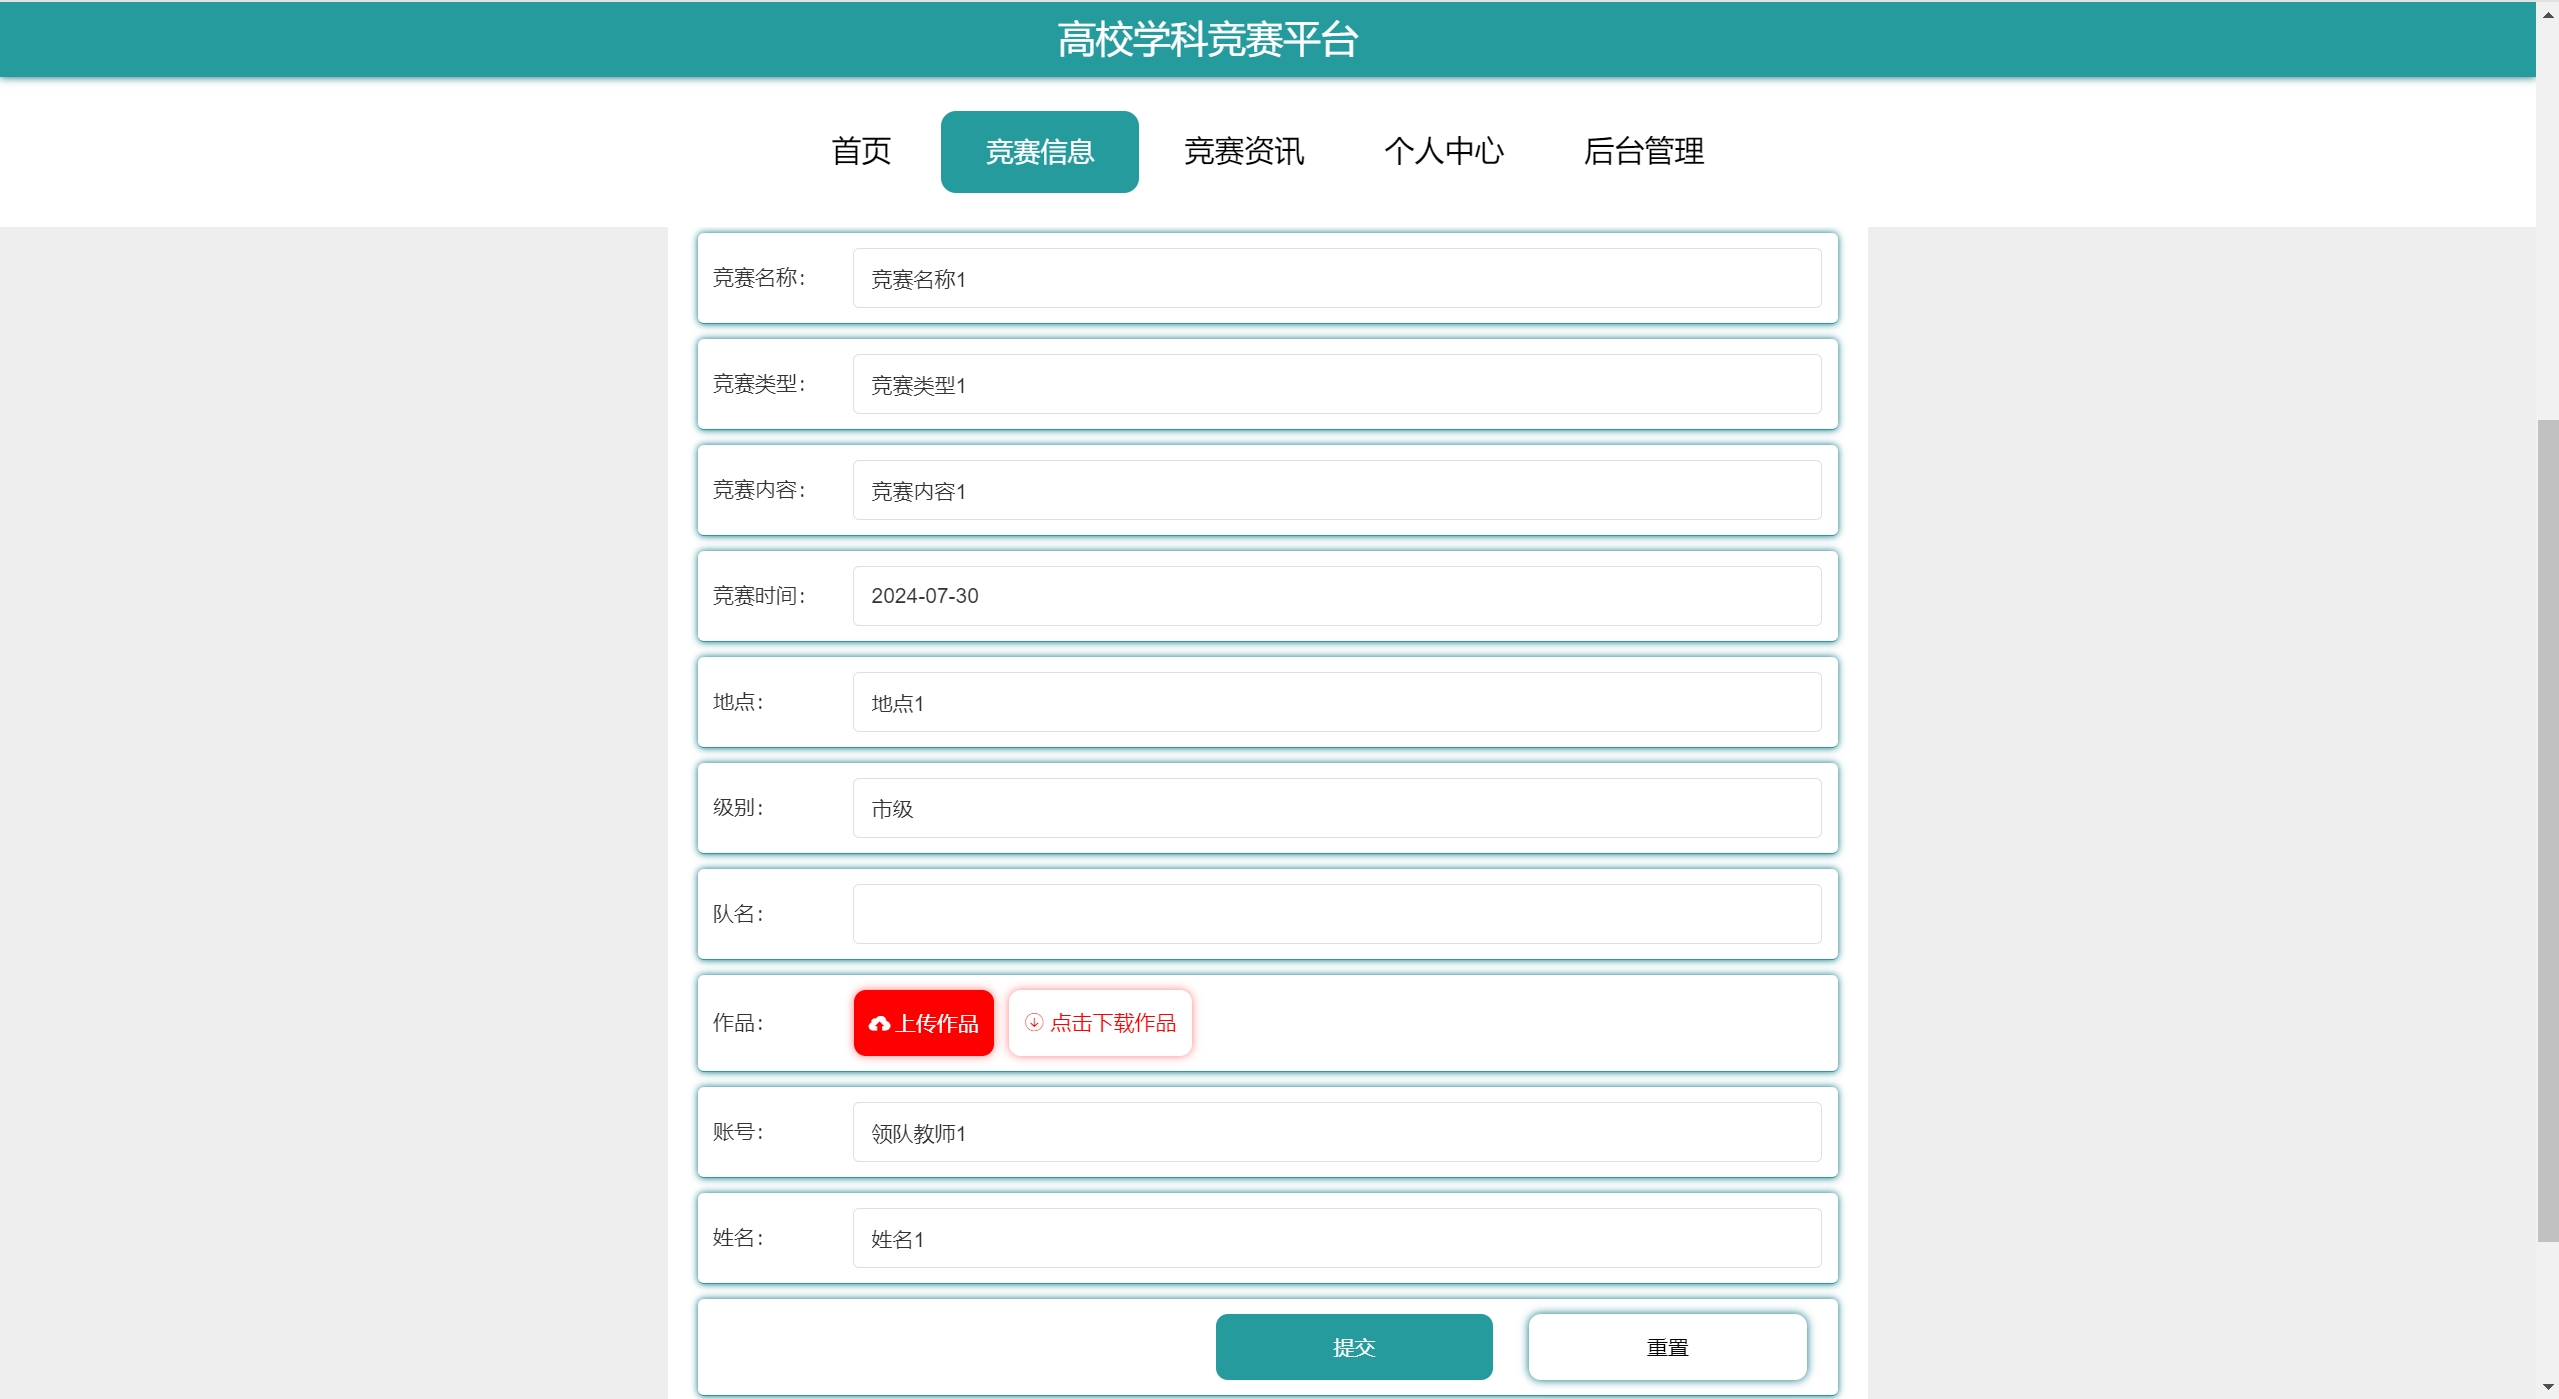 高校学科竞赛平台
首页 竞赛信息 竞赛资讯 个人中心 后台管理
竞赛名称： 竞赛名称1
竞赛类型： 竞赛类型1
竞赛内容： 竞赛内容1
竞赛时间： 2024-07-30
地点： 地点1
级别： 市级
队名：
作品： 上传作品 点击下载作品
账号： 领队教师1
姓名： 姓名1
提交 重置